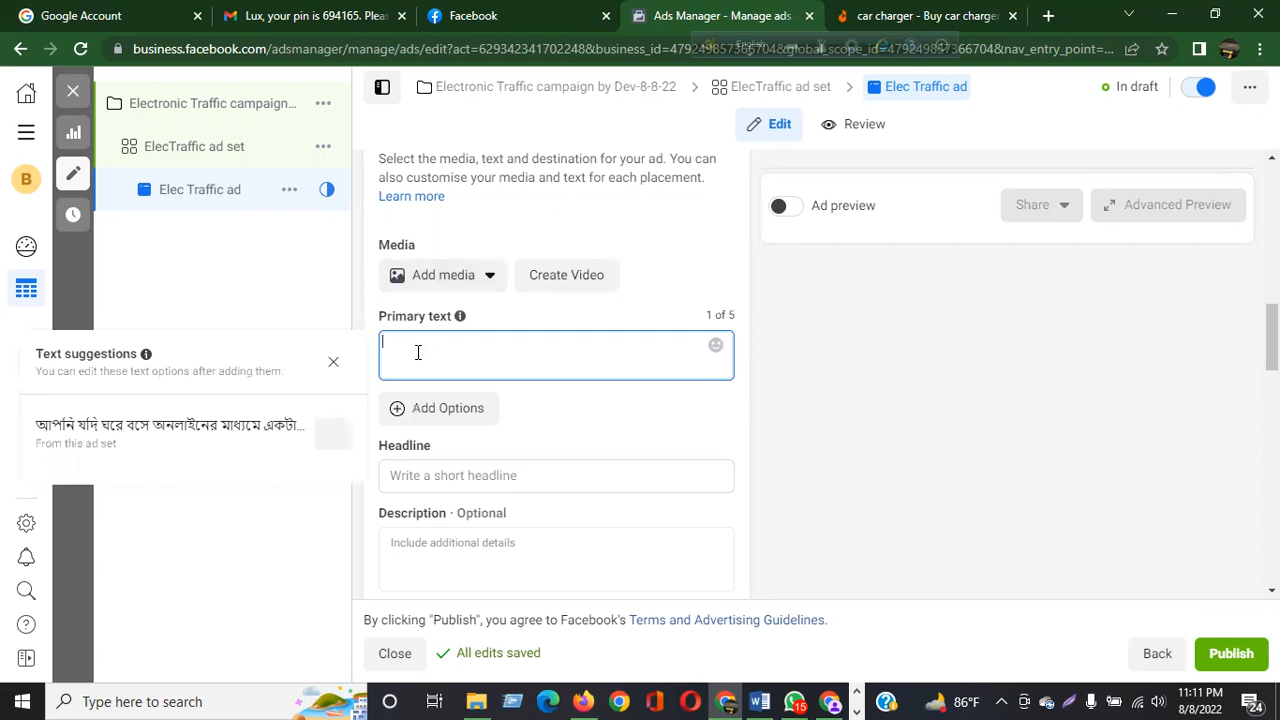 Google Account
Lux, your pin is 694165. Please
Facebook
Ads Manager - Manage ads
car charger - Buy car charger
business.facebook.com/adsmanager/manage/ads/edit?act=629342341702248&business_id=479249857366704&global_scope_id=479249857366704&nav_entry_point=...
Electronic Traffic campaign...
ElecTraffic ad set
Elec Traffic ad
Electronic Traffic campaign by Dev-8-8-22
ElecTraffic ad set
Elec Traffic ad
In draft
Edit
Review
B
Select the media, text and destination for your ad. You can
also customise your media and text for each placement.
Learn more
Ad preview
Share
Advanced Preview
Media
Add media
Create Video
Primary text
1 of 5
Text suggestions
You can edit these text options after adding them.
আপনি যদি ঘরে বসে অনলাইনের মাধ্যমে একটা...
From this ad set
Add Options
Headline
Write a short headline
Description · Optional
Include additional details
By clicking "Publish", you agree to Facebook's Terms and Advertising Guidelines.
Close
All edits saved
Back
Publish
Type here to search
15
86°F
11:11 PM
8/8/2022